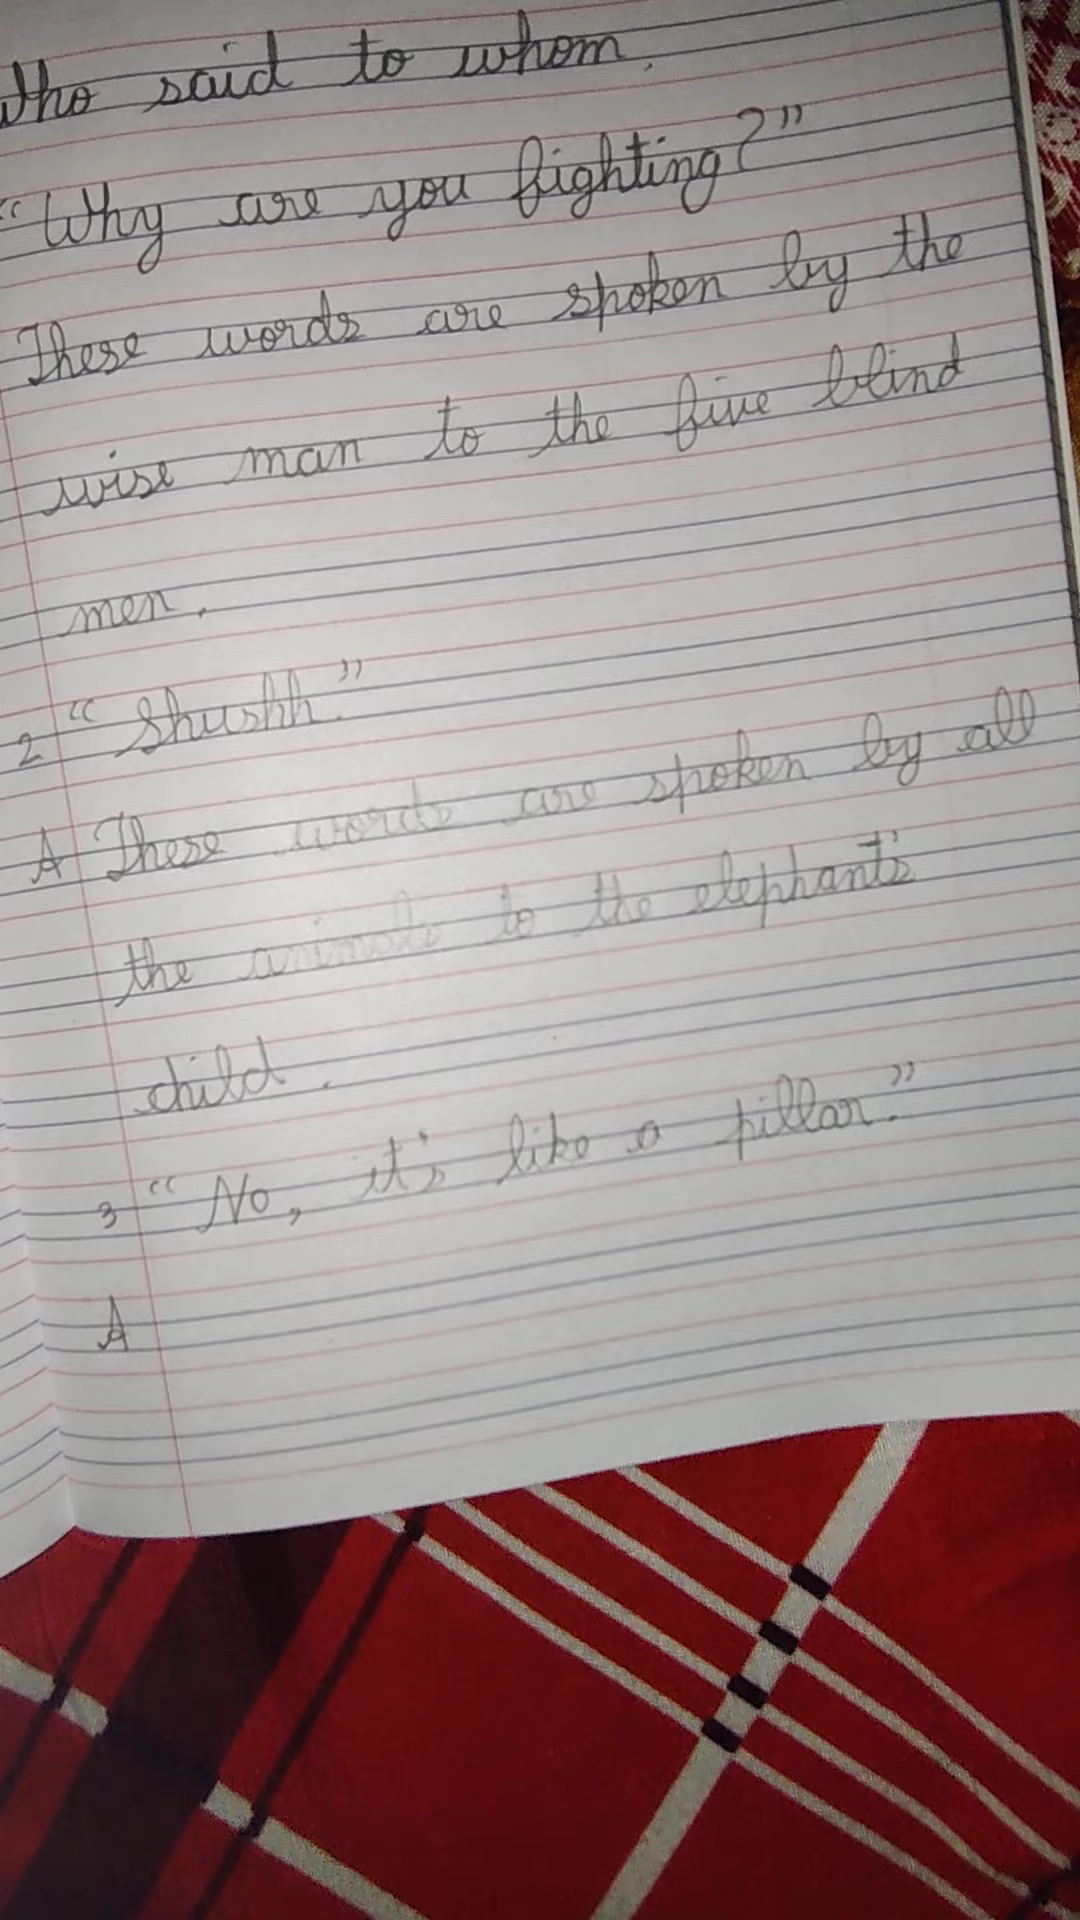 Who said to whom.
"Why are you fighting?"
These words are spoken by the
wise man to the five blind
men.
2 "Shushh."
A These words are spoken by all
the animals to the elephant's
child.
3 "No, it's like a pillar."
A